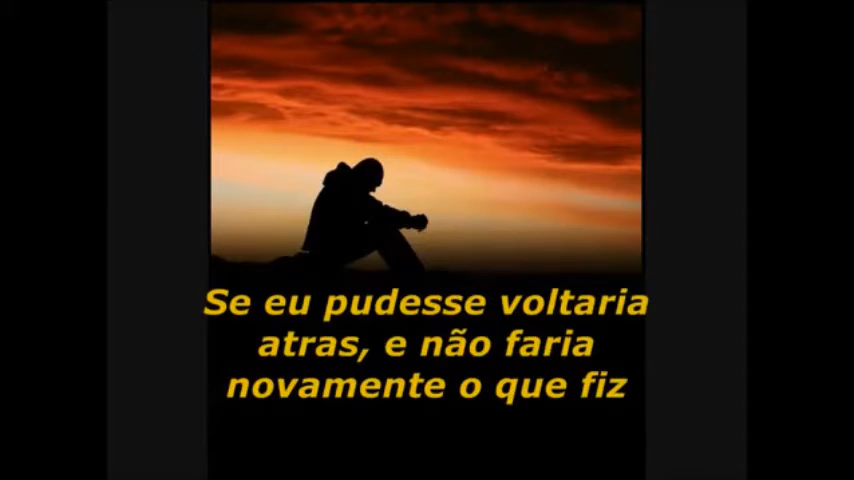 Se eu pudesse voltaria
atras, e não faria
novamente o que fiz